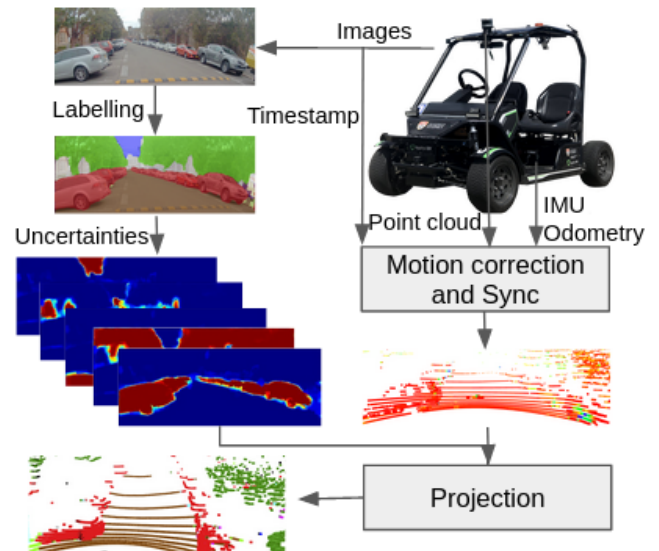 Images
Labelling
Timestamp
Uncertainties
Point cloud
IMU
Odometry
Motion correction
and Sync
Projection